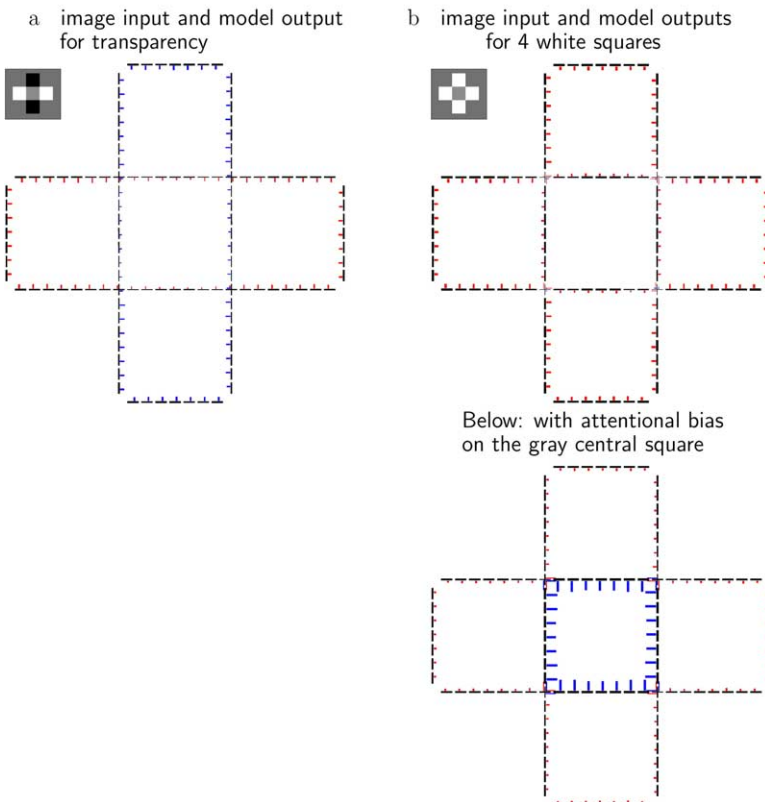 a image input and model output
for transparency
b image input and model outputs
for 4 white squares
Below: with attentional bias
on the gray central square